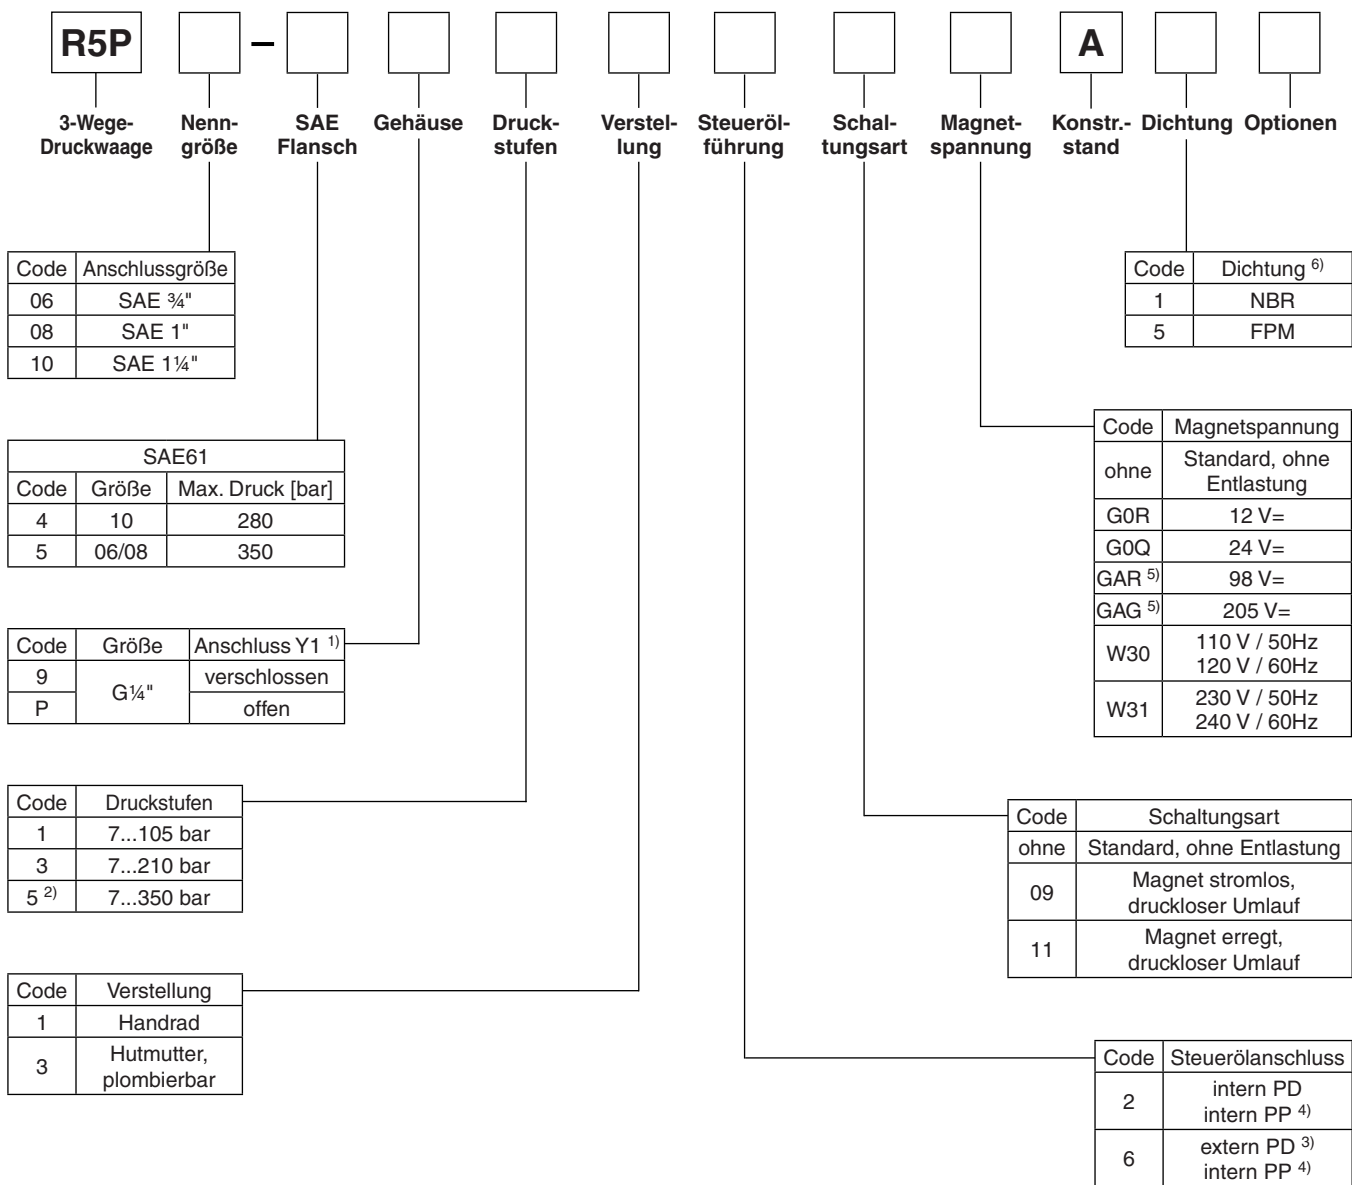 R5P – A
3-Wege- Nenn- SAE Gehäuse Druck- Verstel- Steueröl- Schal- Magnet- Konstr.- Dichtung Optionen
Druckwaage größe Flansch stufen lung führung tungsart spannung stand
Code Anschlussgröße
06 SAE ¾"
08 SAE 1"
10 SAE 1¼"
Code Dichtung 6)
1 NBR
5 FPM
SAE61
Code Größe Max. Druck [bar]
4 10 280
5 06/08 350
Code Magnetspannung
ohne Standard, ohne
Entlastung
G0R 12 V=
G0Q 24 V=
GAR 5) 98 V=
GAG 5) 205 V=
W30 110 V / 50Hz
120 V / 60Hz
W31 230 V / 50Hz
240 V / 60Hz
Code Größe Anschluss Y1 1)
9 G¼" verschlossen
P offen
Code Druckstufen
1 7...105 bar
3 7...210 bar
5 2) 7...350 bar
Code Schaltungsart
ohne Standard, ohne Entlastung
09 Magnet stromlos,
druckloser Umlauf
11 Magnet erregt,
druckloser Umlauf
Code Verstellung
1 Handrad
3 Hutmutter,
plombierbar
Code Steuerölanschluss
2 intern PD
intern PP 4)
6 extern PD 3)
intern PP 4)